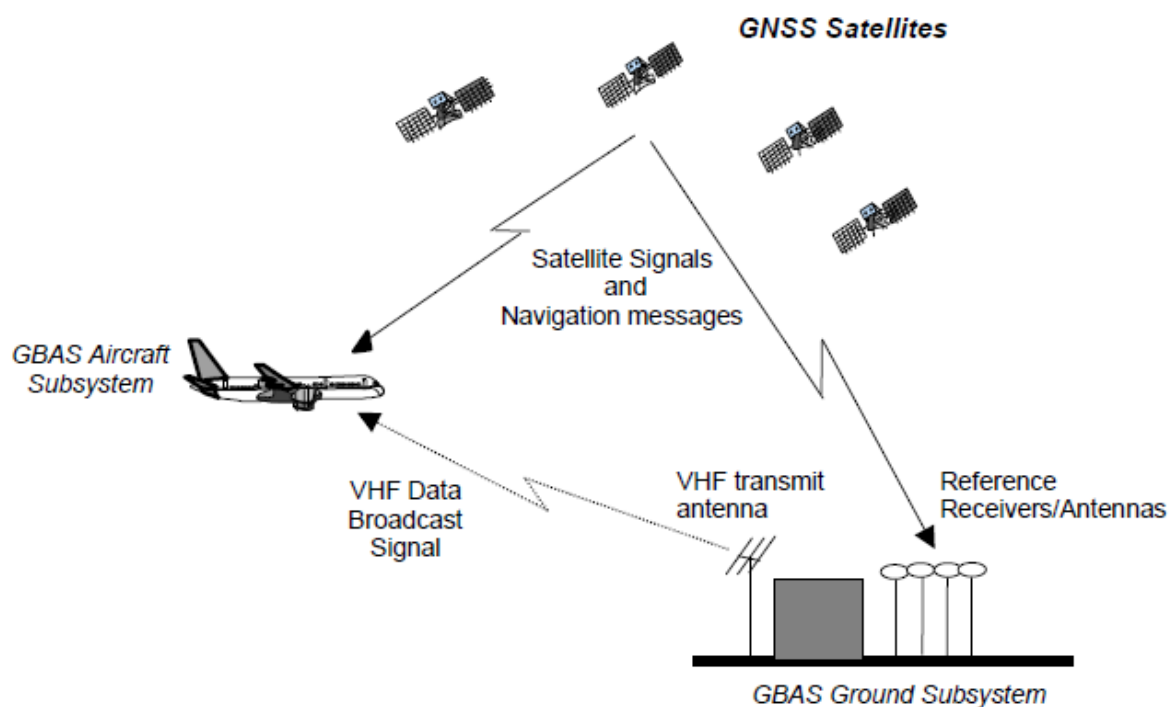 GNSS Satellites
Satellite Signals
and
Navigation messages
GBAS Aircraft
Subsystem
VHF Data
Broadcast
Signal
VHF transmit
antenna
Reference
Receivers/Antennas
GBAS Ground Subsystem